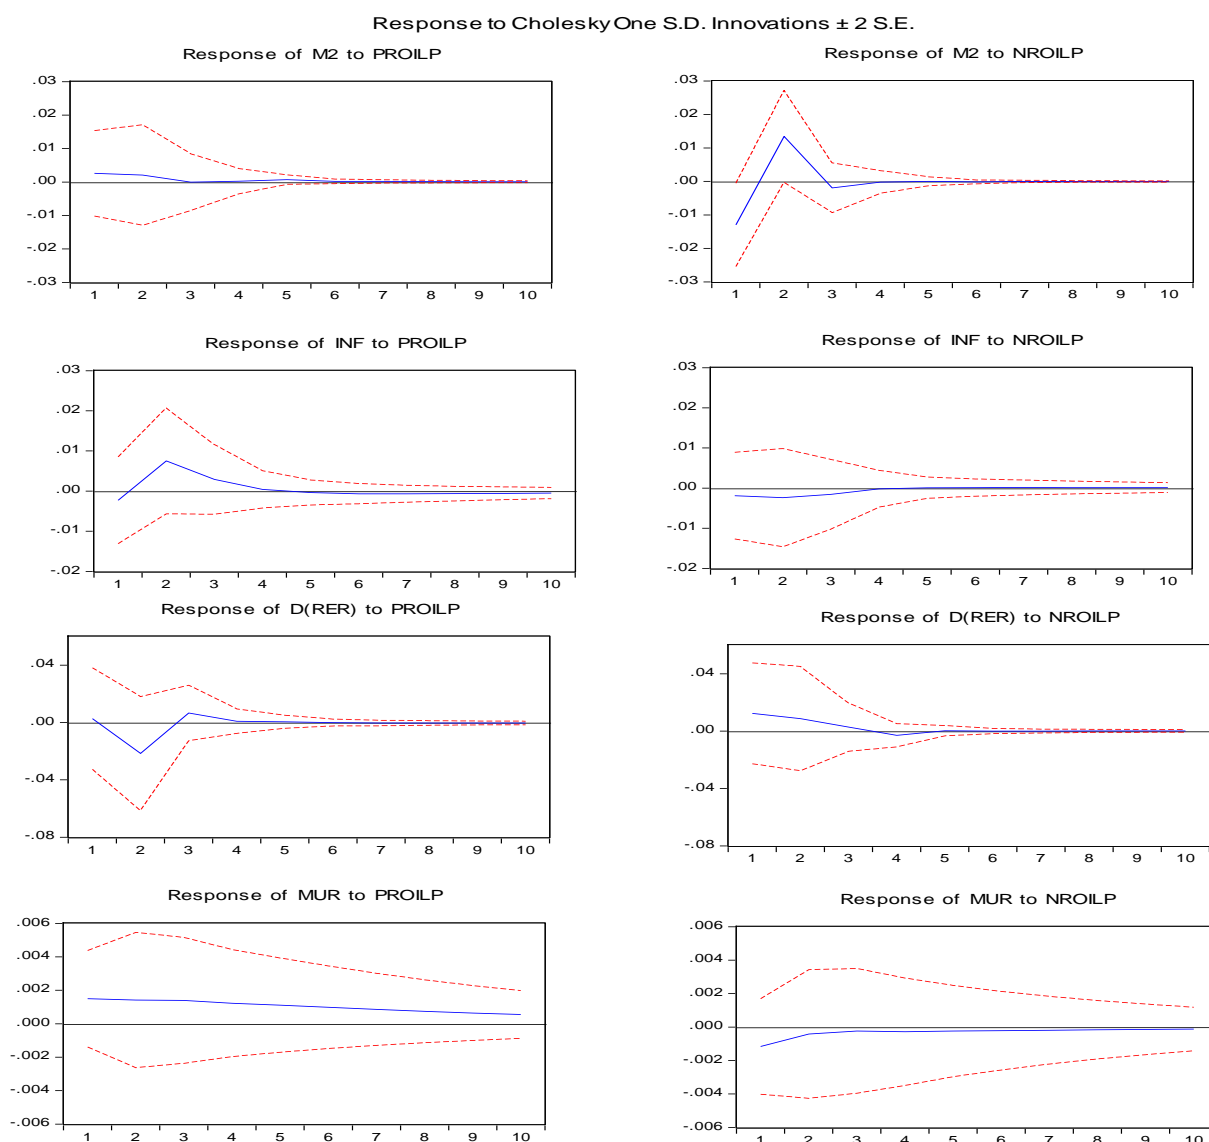 Response to Cholesky One S.D. Innovations ± 2 S.E.
Response of M2 to PROILP
.03
.02
.01
.00
-.01
-.02
-.03
1 2 3 4 5 6 7 8 9 10
Response of M2 to NROILP
.03
.02
.01
.00
-.01
-.02
-.03
1 2 3 4 5 6 7 8 9 10
Response of INF to PROILP
.03
.02
.01
.00
-.01
-.02
1 2 3 4 5 6 7 8 9 10
Response of INF to NROILP
.03
.02
.01
.00
-.01
-.02
1 2 3 4 5 6 7 8 9 10
Response of D(RER) to PROILP
.04
.00
-.04
-.08
1 2 3 4 5 6 7 8 9 10
Response of D(RER) to NROILP
.04
.00
-.04
-.08
1 2 3 4 5 6 7 8 9 10
Response of MUR to PROILP
.006
.004
.002
.000
-.002
-.004
-.006
1 2 3 4 5 6 7 8 9 10
Response of MUR to NROILP
.006
.004
.002
.000
-.002
-.004
-.006
1 2 3 4 5 6 7 8 9 10